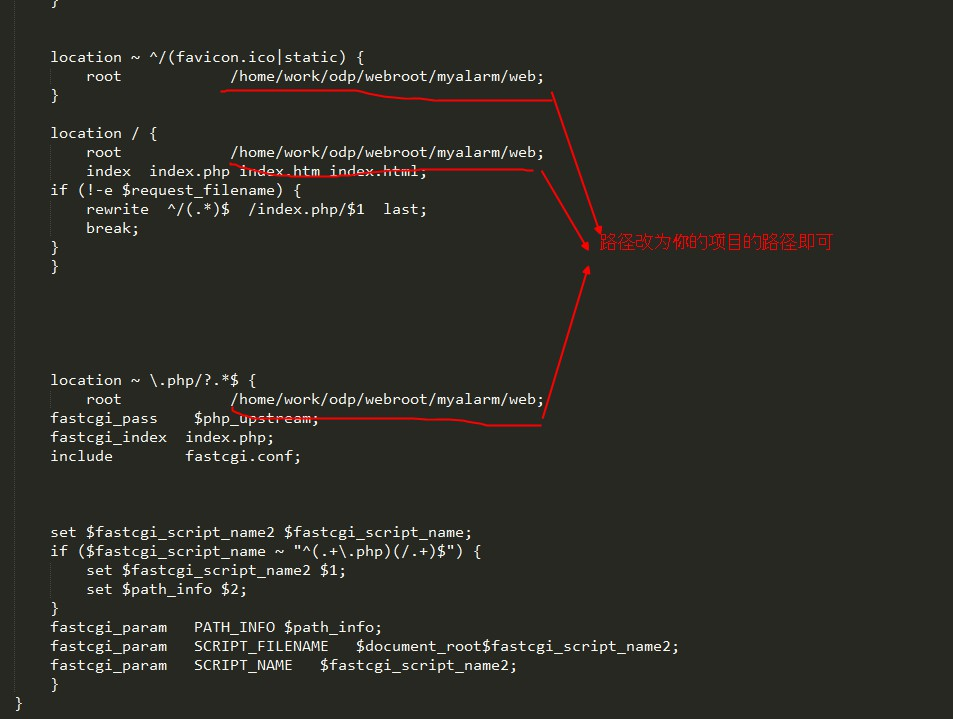 }
location ~ ^/(favicon.ico|static) {
root /home/work/odp/webroot/myalarm/web;
}
location / {
root /home/work/odp/webroot/myalarm/web;
index index.php index.htm index.html;
if (!-e $request_filename) {
rewrite ^/(.*)$ /index.php/$1 last;
break;
}
}
路径改为你的项目的路径即可
location ~ \.php/?.*$ {
root /home/work/odp/webroot/myalarm/web;
fastcgi_pass $php_upstream;
fastcgi_index index.php;
include fastcgi.conf;
set $fastcgi_script_name2 $fastcgi_script_name;
if ($fastcgi_script_name ~ "^(.+\.php)(/.+)$") {
set $fastcgi_script_name2 $1;
set $path_info $2;
}
fastcgi_param PATH_INFO $path_info;
fastcgi_param SCRIPT_FILENAME $document_root$fastcgi_script_name2;
fastcgi_param SCRIPT_NAME $fastcgi_script_name2;
}
}